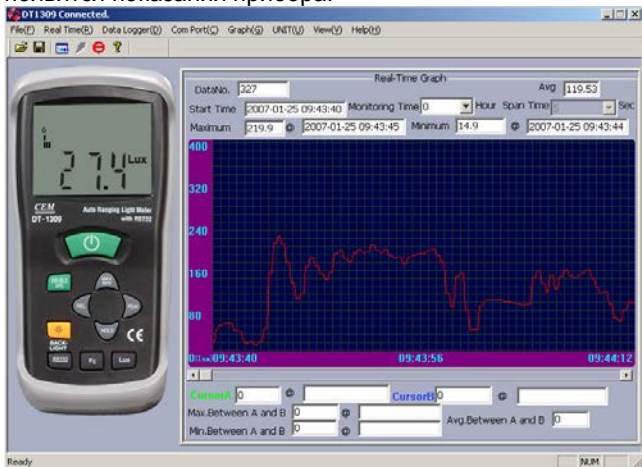 DT1309 Connected.
File(F) Real Time(R) Data Logger(D) Com Port(C) Graph(G) UNIT(U) View(V) Help(H)
Real-Time Graph
DataNo. 327 Avg 119.53
Start Time 2007-01-25 09:43:40 Monitoring Time 0 Hour Span Time 5 Sec
Maximum 219.9 @ 2007-01-25 09:43:45 Minimum 14.9 @ 2007-01-25 09:43:44
400
320
240
160
80
09:43:40 09:43:56 09:44:12
27.4 Lux
CEM
DT-1309
Auto Ranging Light Meter
with RS232
HOLD
BACK-
LIGHT
RS232 Fc Lux
CursorA 0 @ CursorB 0 @
Max.Between A and B 0 @
Avg.Between A and B 0
Min.Between A and B 0 @
Ready NUM